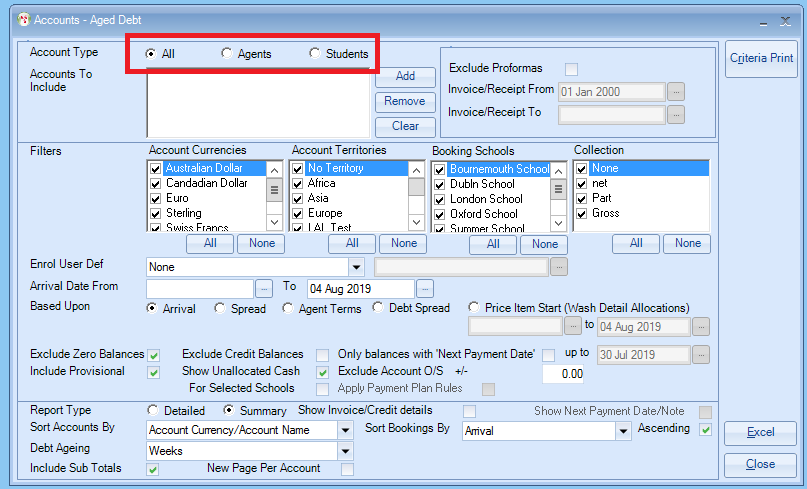 Accounts - Aged Debt
Account Type All Agents Students
Criteria Print
Accounts To Include
Add
Remove
Clear
Exclude Proformas
Invoice/Receipt From 01 Jan 2000 ...
Invoice/Receipt To ...
Filters
Account Currencies
Australian Dollar
Candadian Dollar
Euro
Sterling
Swiss Francs
All None
Account Territories
No Territory
Africa
Asia
Europe
LAL Test
All None
Booking Schools
Bournemouth School
Dubln School
London School
Oxford School
Summer School
All None
Collection
None
net
Part
Gross
All None
Enrol User Def None ...
Arrival Date From ... To 04 Aug 2019 ...
Based Upon Arrival Spread Agent Terms Debt Spread Price Item Start (Wash Detail Allocations)
... to 04 Aug 2019 ...
Exclude Zero Balances Exclude Credit Balances Only balances with 'Next Payment Date' up to 30 Jul 2019 ...
Include Provisional Show Unallocated Cash Exclude Account O/S +/- 0.00
For Selected Schools Apply Payment Plan Rules
Report Type Detailed Summary Show Invoice/Credit details Show Next Payment Date/Note
Sort Accounts By Account Currency/Account Name Sort Bookings By Arrival Ascending
Debt Ageing Weeks
Include Sub Totals New Page Per Account
Excel
Close